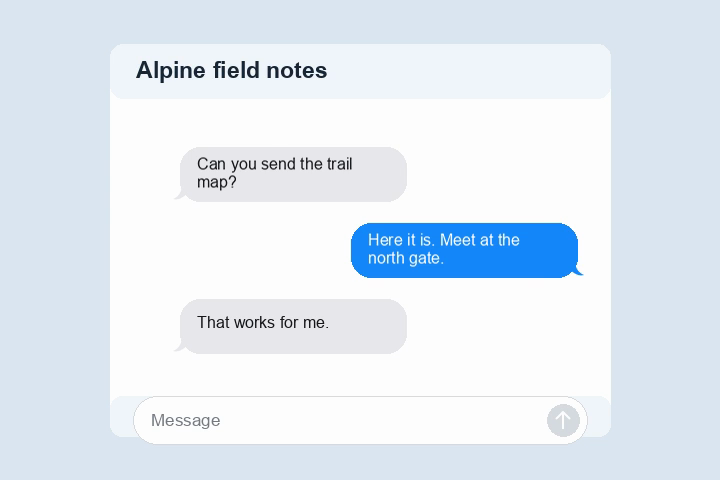 Alpine field notes
Can you send the trail
map?
Here it is. Meet at the
north gate.
That works for me.
Message